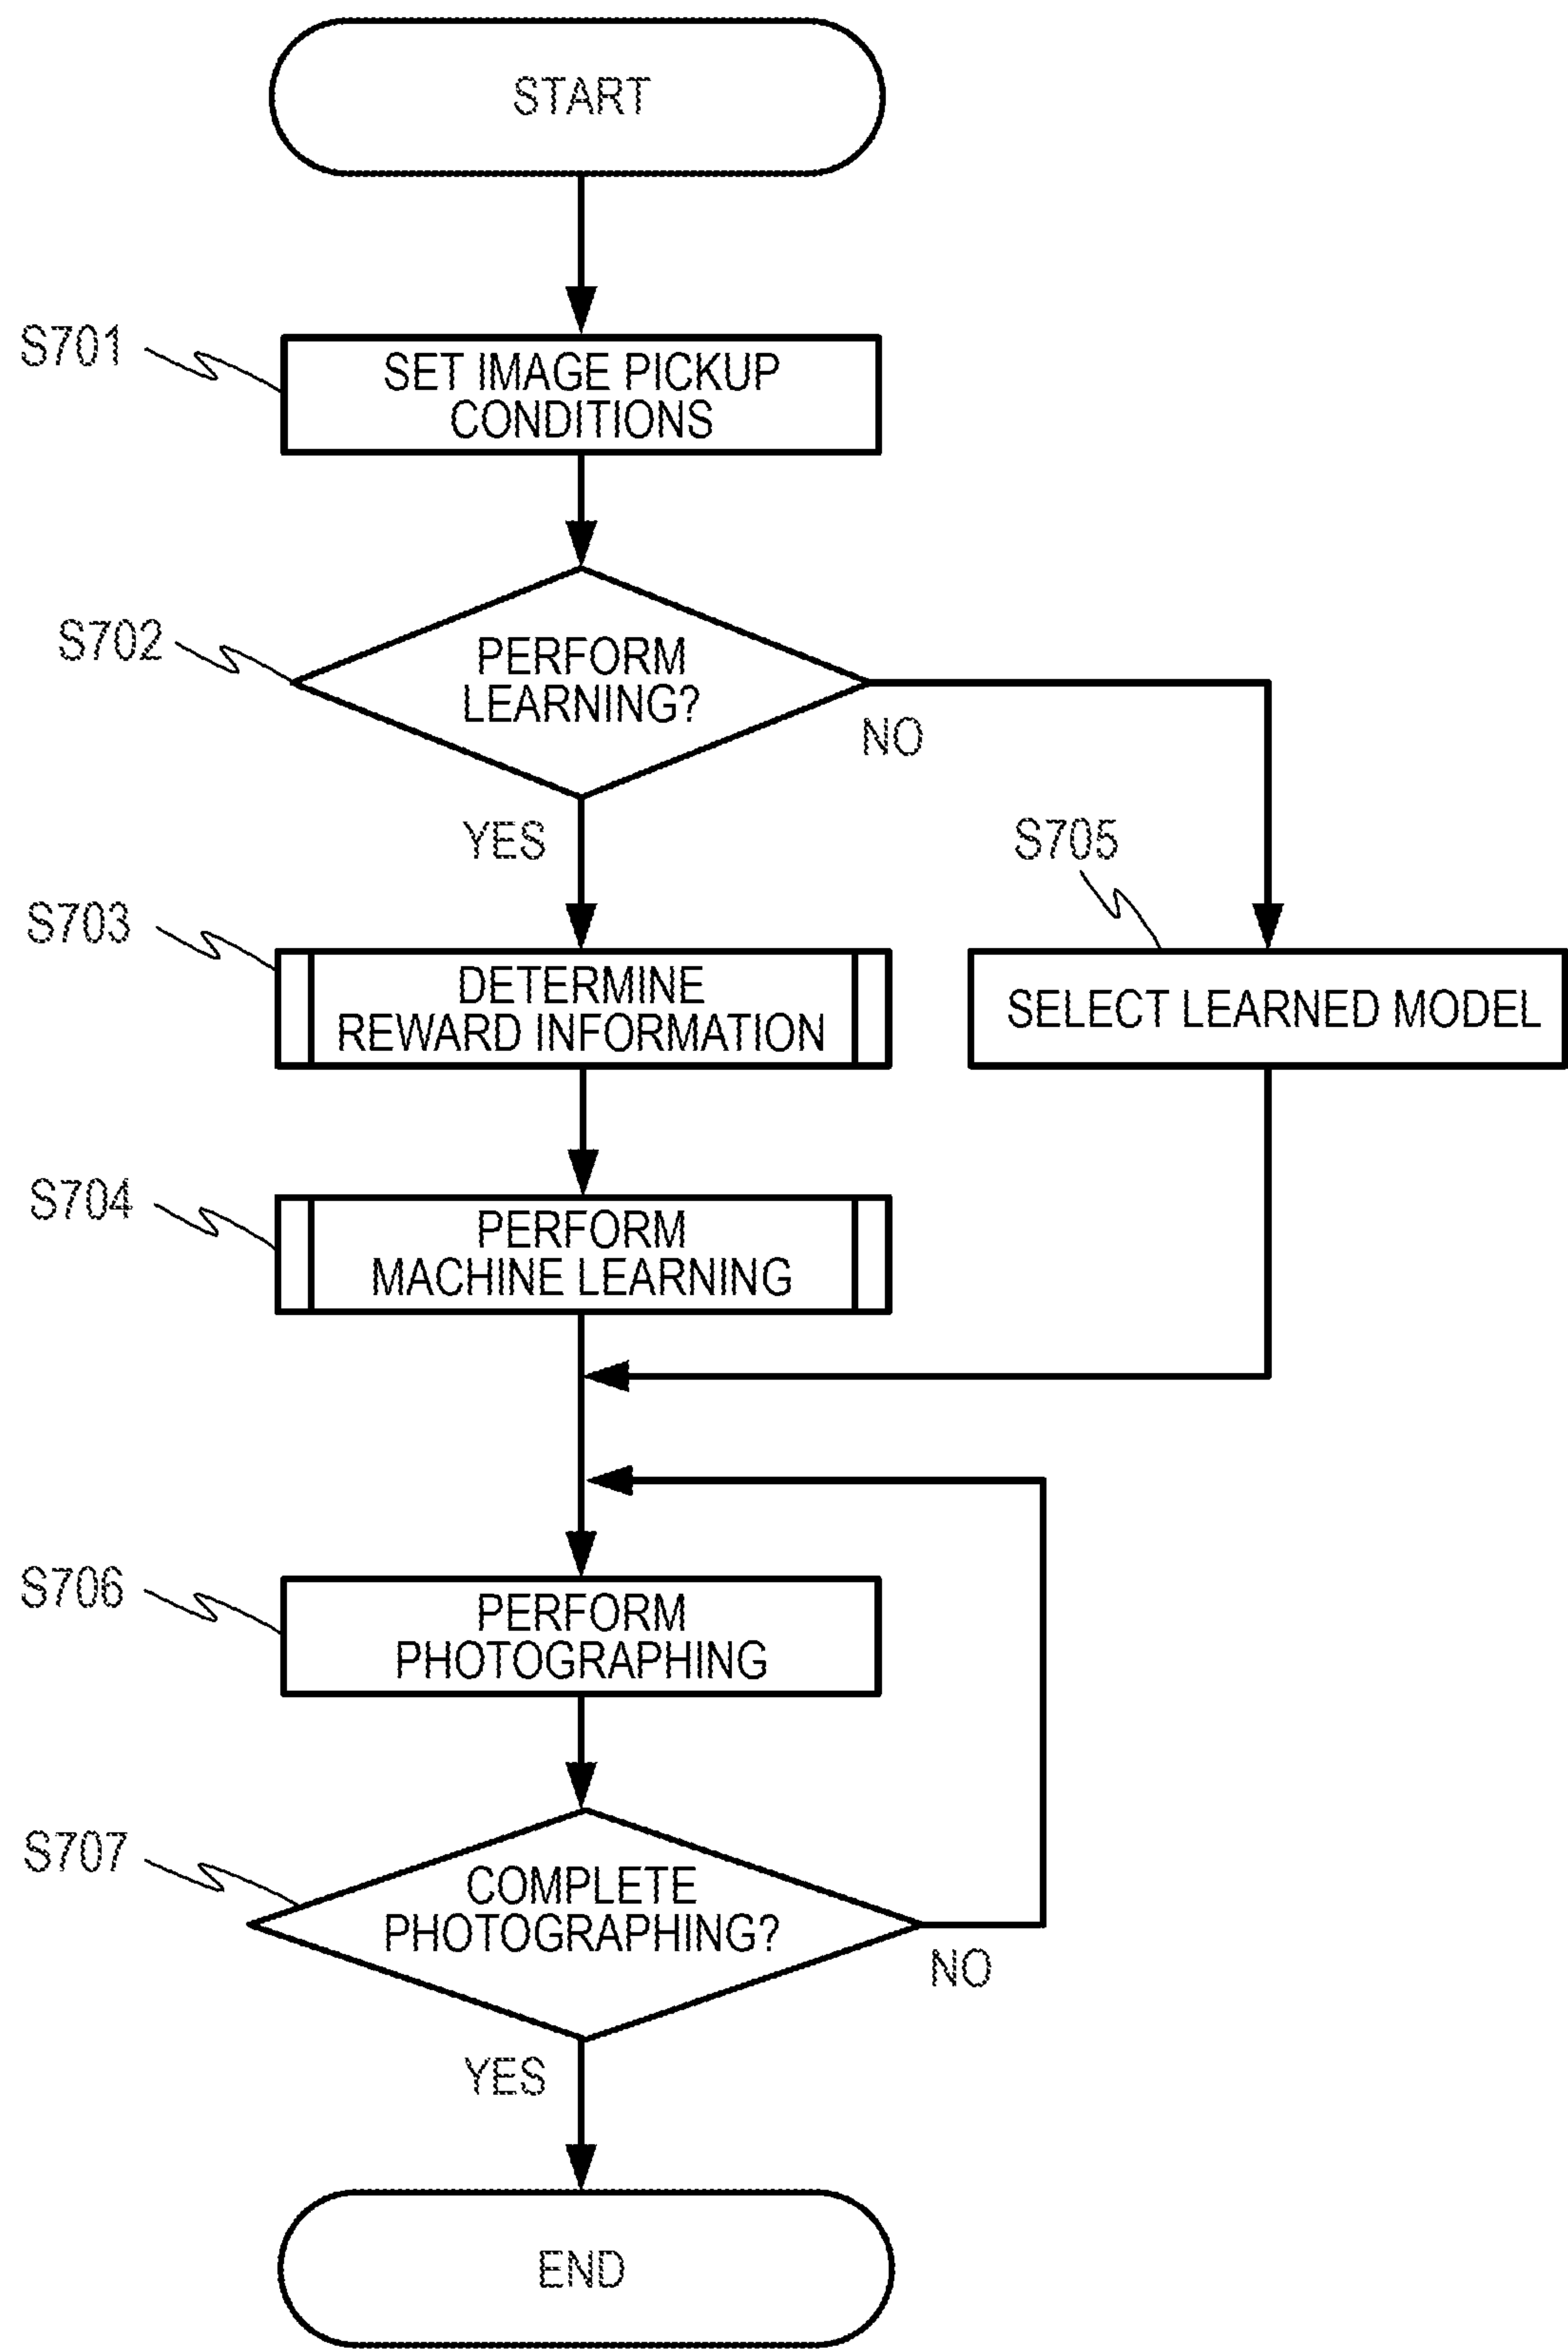 START
S701
SET IMAGE PICKUP
CONDITIONS
S702
PERFORM
LEARNING?
NO
YES
S705
S703
DETERMINE
REWARD INFORMATION
SELECT LEARNED MODEL
S704
PERFORM
MACHINE LEARNING
S706
PERFORM
PHOTOGRAPHING
S707
COMPLETE
PHOTOGRAPHING?
NO
YES
END